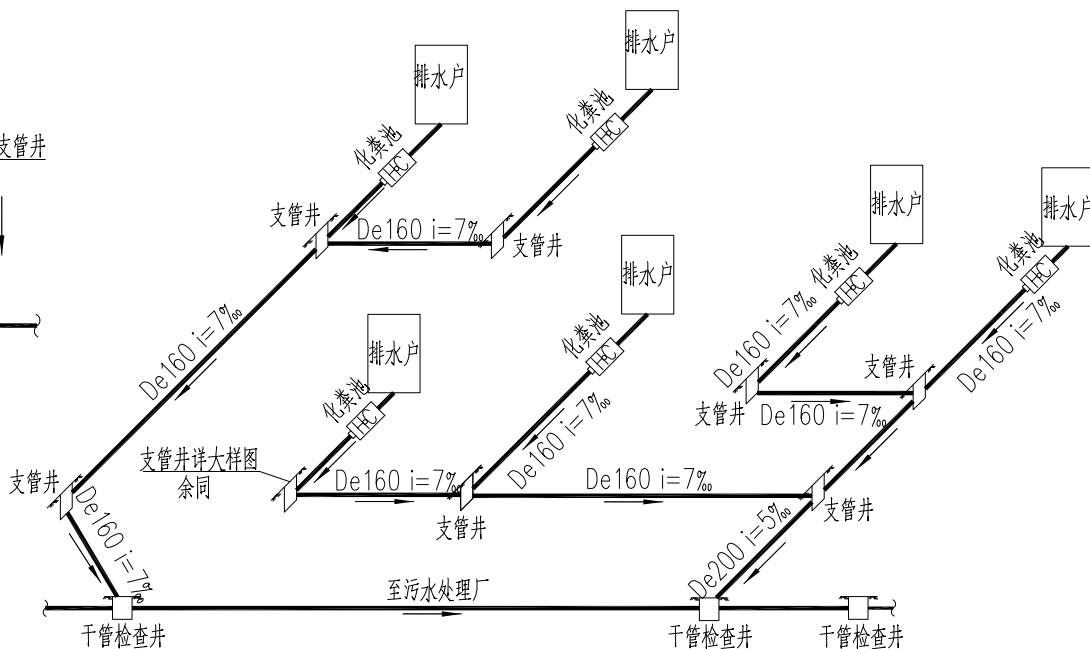 排水户
排水户
化粪池
HC
化粪池
HC
支管井
支管井
De160 i=7‰
支管井
排水户
排水户
排水户
化粪池
HC
化粪池
HC
De160 i=7‰
De160 i=7‰
De160 i=7‰
排水户
化粪池
HC
支管井
支管井
De160 i=7‰
化粪池
HC
De160 i=7‰
支管井详大样图
余同
支管井
De160 i=7‰
De160 i=7‰
支管井
支管井
De160 i=7‰
De200 i=5‰
至污水处理厂
干管检查井
干管检查井
干管检查井